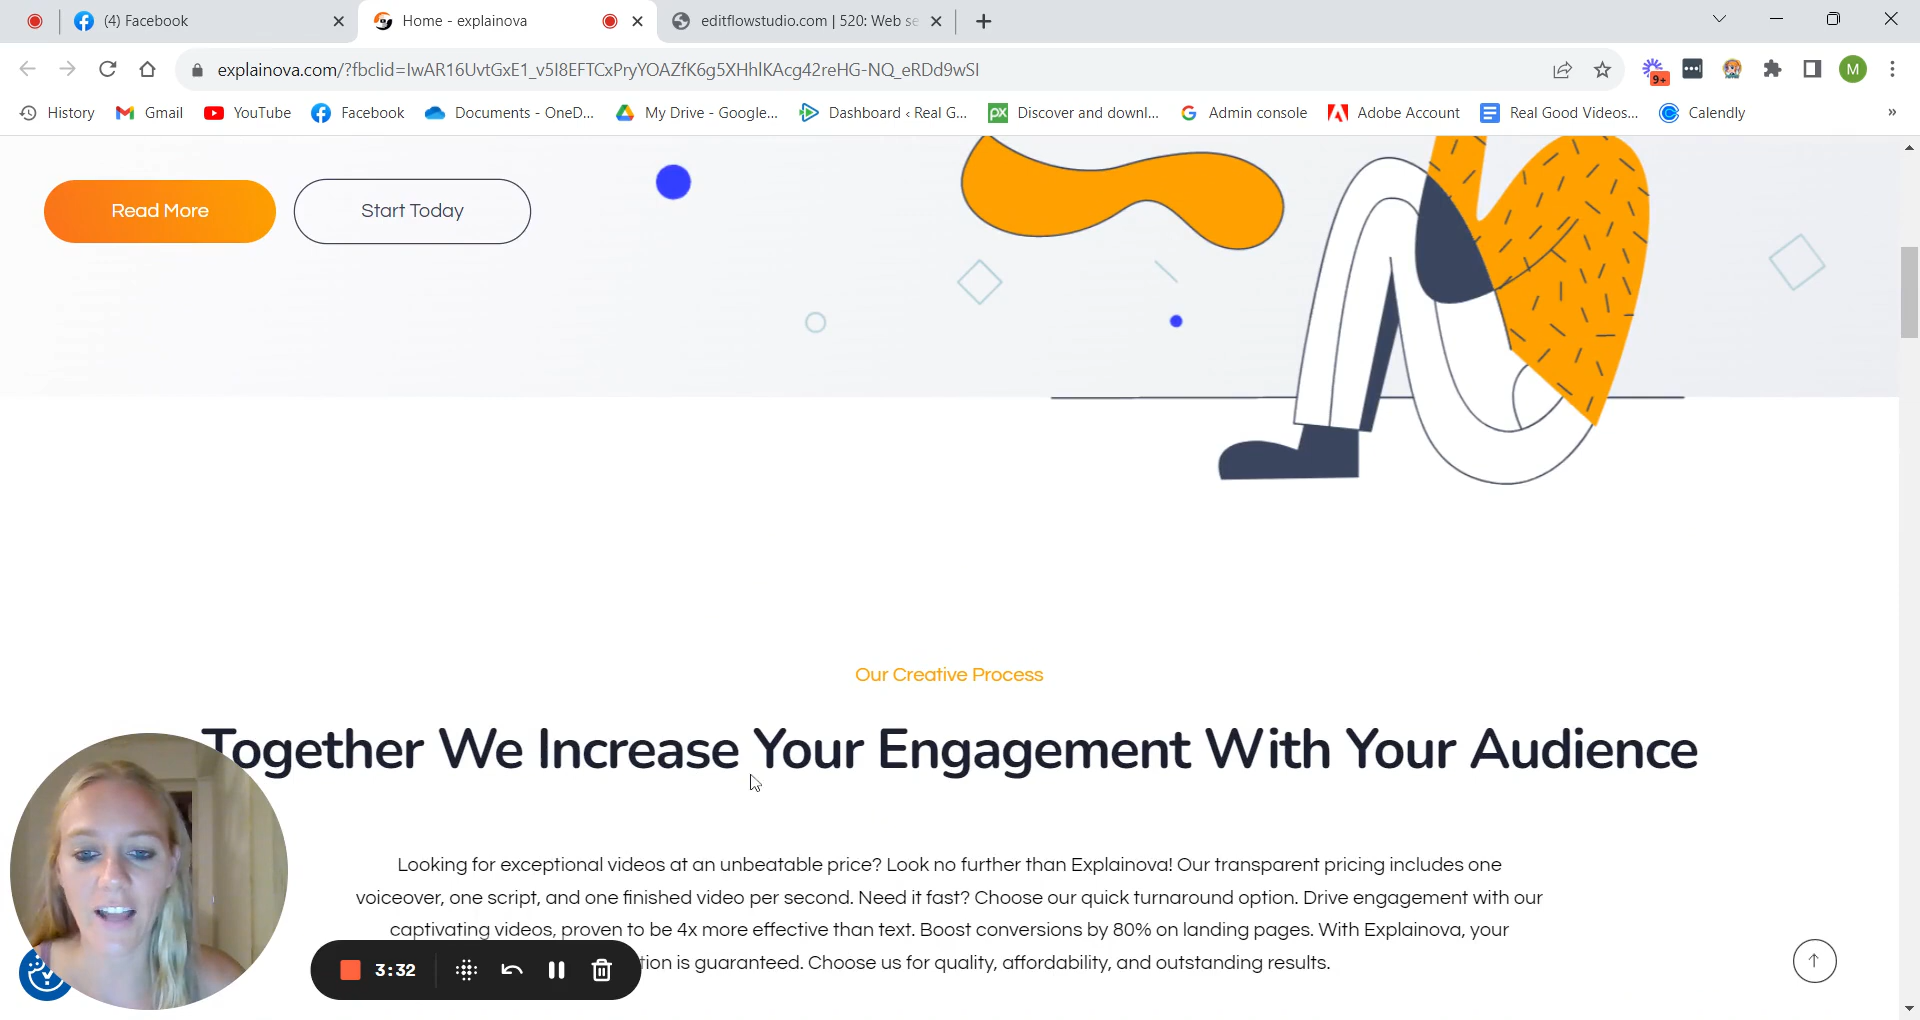 (4) Facebook
Home - explainova
editflowstudio.com | 520: Web se
explainova.com/?fbclid=IwAR16UvtGxE1_v5I8EFTCxPryYOAZfK6g5XHhlKAcg42reHG-NQ_eRDd9wSI
9+
M
History
Gmail
YouTube
Facebook
Documents - OneD...
My Drive - Google...
Dashboard ‹ Real G...
px
Discover and downl...
Admin console
Adobe Account
Real Good Videos...
Calendly
»
Read More
Start Today
Our Creative Process
Together We Increase Your Engagement With Your Audience
Looking for exceptional videos at an unbeatable price? Look no further than Explainova! Our transparent pricing includes one
voiceover, one script, and one finished video per second. Need it fast? Choose our quick turnaround option. Drive engagement with our
captivating videos, proven to be 4x more effective than text. Boost conversions by 80% on landing pages. With Explainova, your
tion is guaranteed. Choose us for quality, affordability, and outstanding results.
3:32